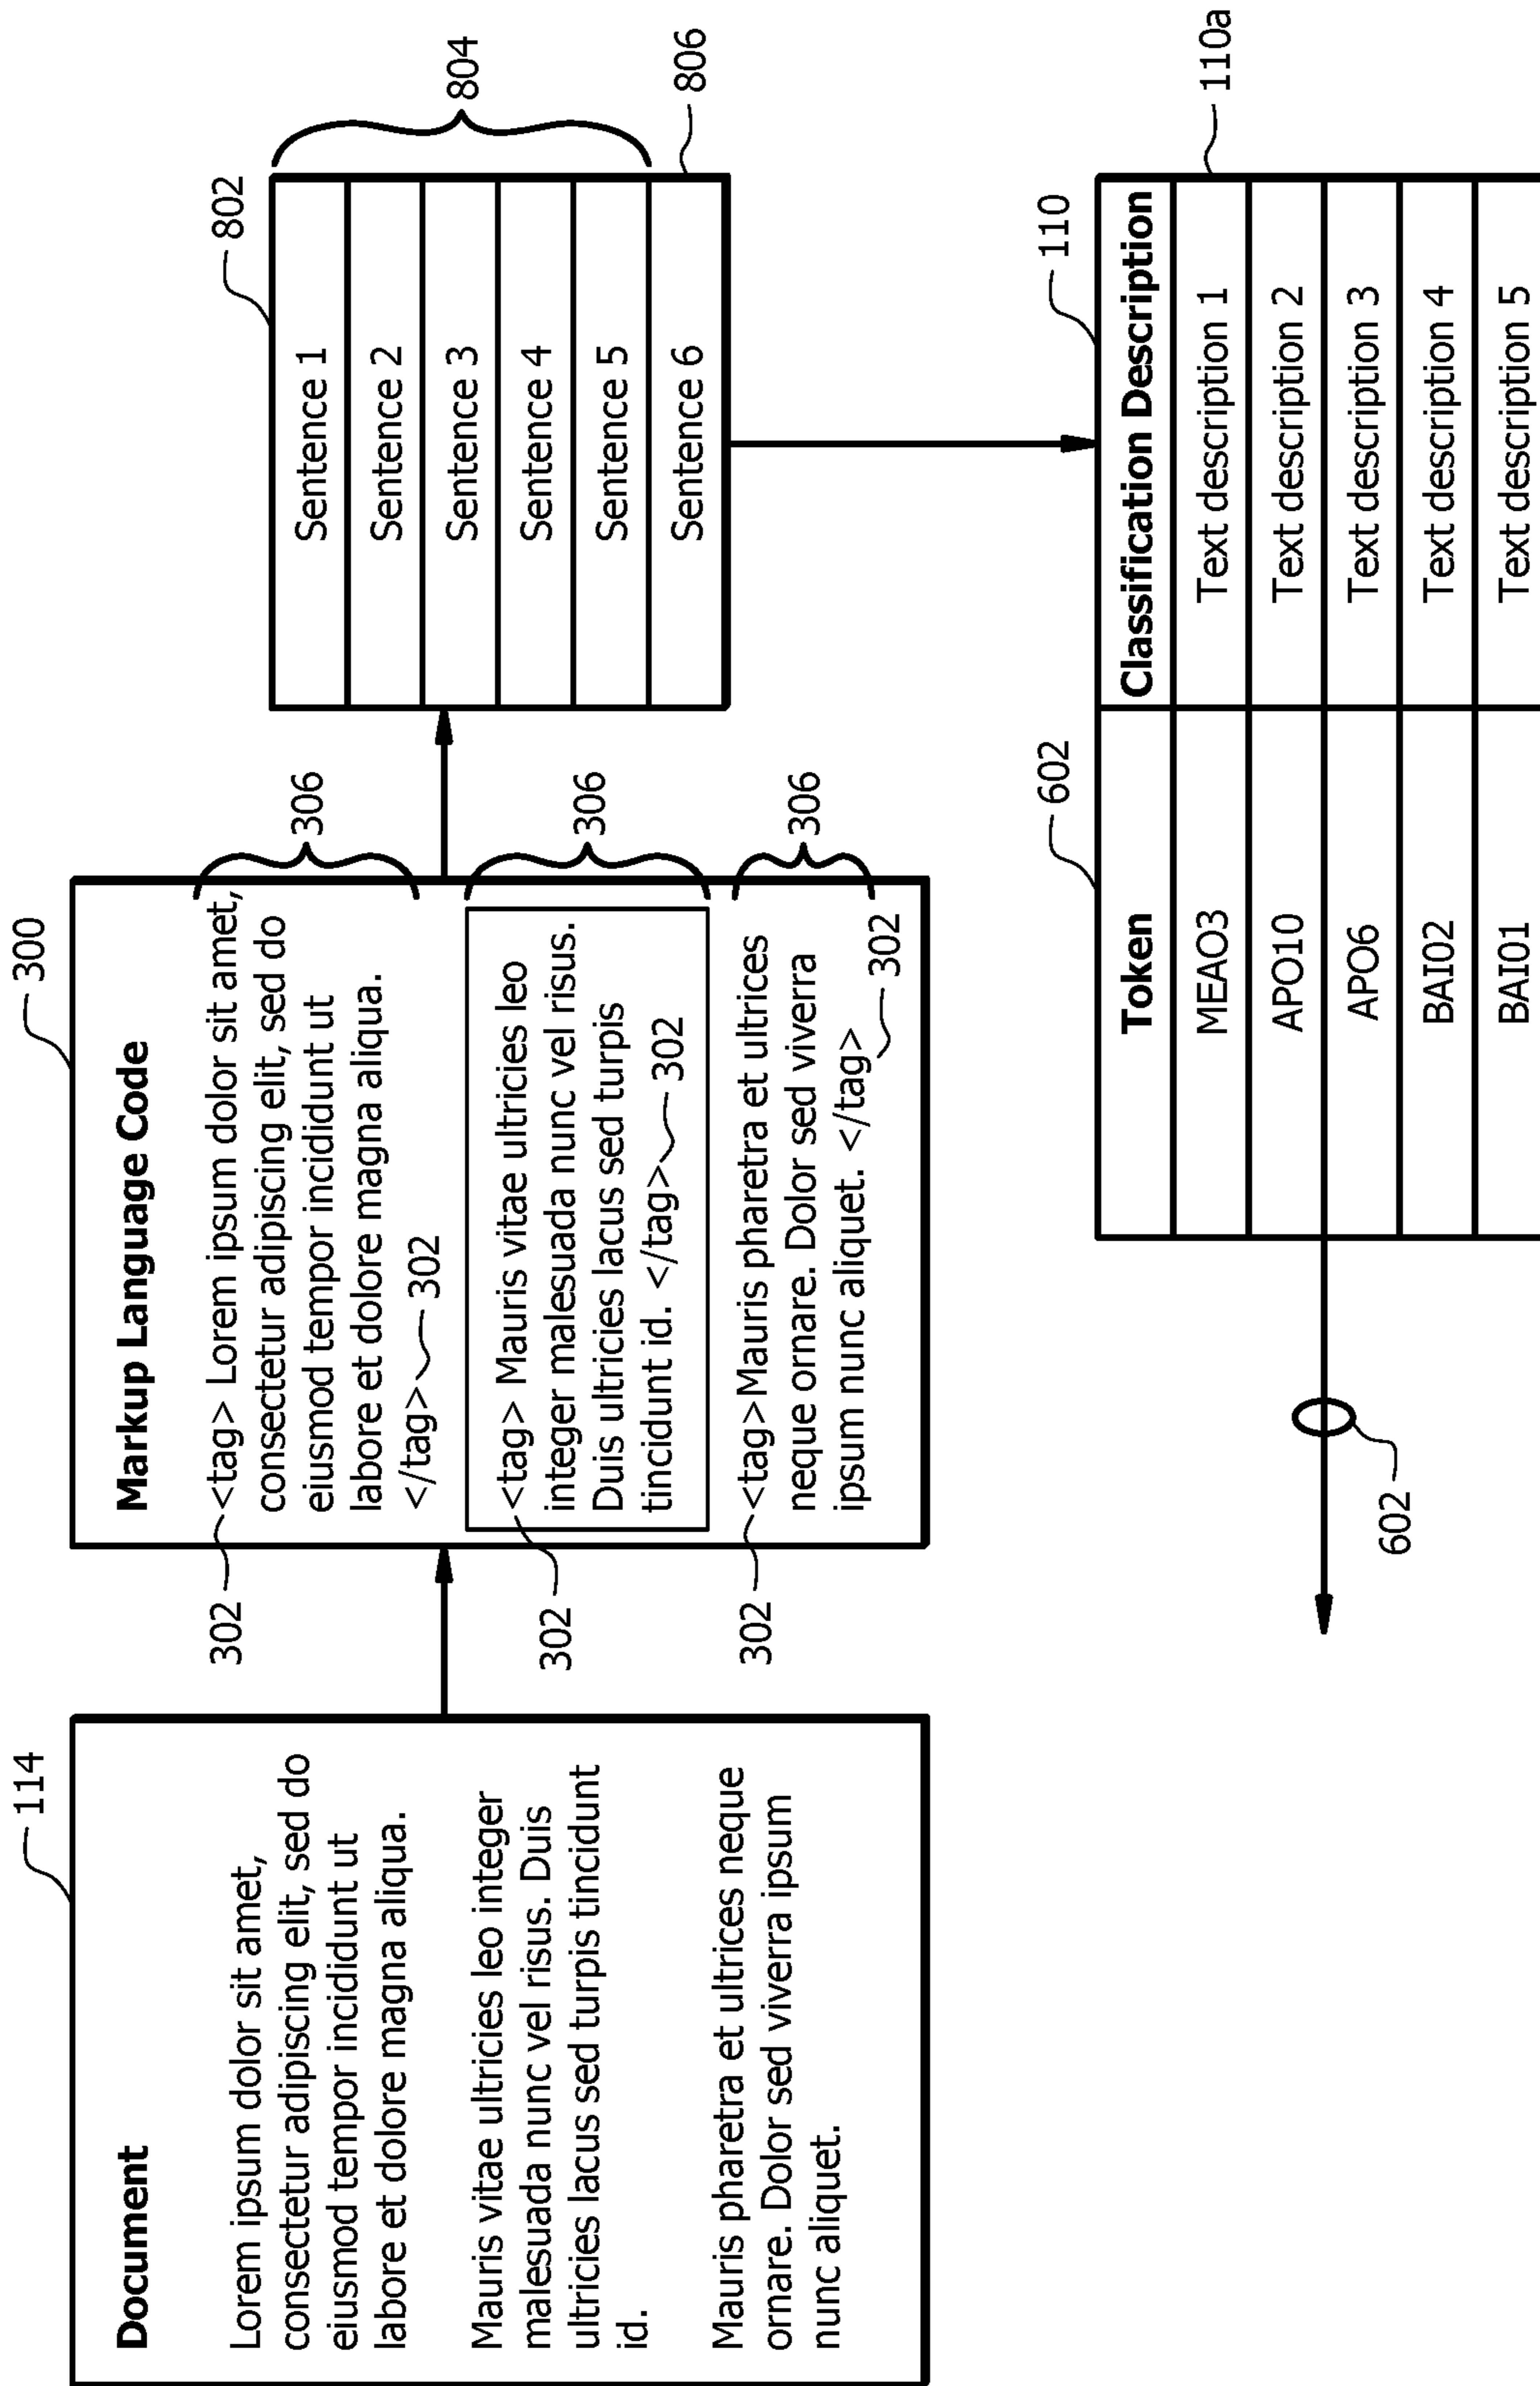 114
Document
Lorem ipsum dolor sit amet,
consectetur adipiscing elit, sed do
eiusmod tempor incididunt ut
labore et dolore magna aliqua.
Mauris vitae ultricies leo integer
malesuada nunc vel risus. Duis
ultricies lacus sed turpis tincidunt
id.
Mauris pharetra et ultrices neque
ornare. Dolor sed viverra ipsum
nunc aliquet.
300
Markup Language Code
302
<tag> Lorem ipsum dolor sit amet,
consectetur adipiscing elit, sed do
eiusmod tempor incididunt ut
labore et dolore magna aliqua.
</tag> 302
306
302
<tag> Mauris vitae ultricies leo
integer malesuada nunc vel risus.
Duis ultricies lacus sed turpis
tincidunt id. </tag> 302
306
302
<tag>Mauris pharetra et ultrices
neque ornare. Dolor sed viverra
ipsum nunc aliquet. </tag>
302
306
802
Sentence 1
Sentence 2
Sentence 3
Sentence 4
Sentence 5
Sentence 6
804
806
602
110
Token Classification Description
MEAO3 Text description 1
110a
APO10 Text description 2
APO6 Text description 3
BAI02 Text description 4
BAI01 Text description 5
602